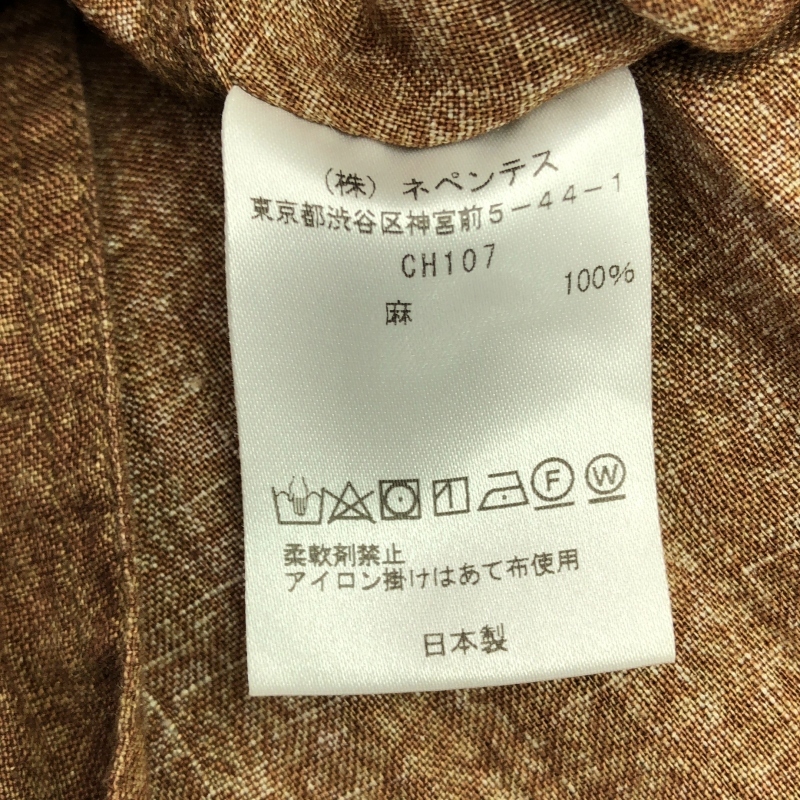 (株) ネペンテス
東京都渋谷区神宮前5-44-1
CH107
麻 100%
F W
柔軟剤禁止
アイロン掛けはあて布使用
日本製